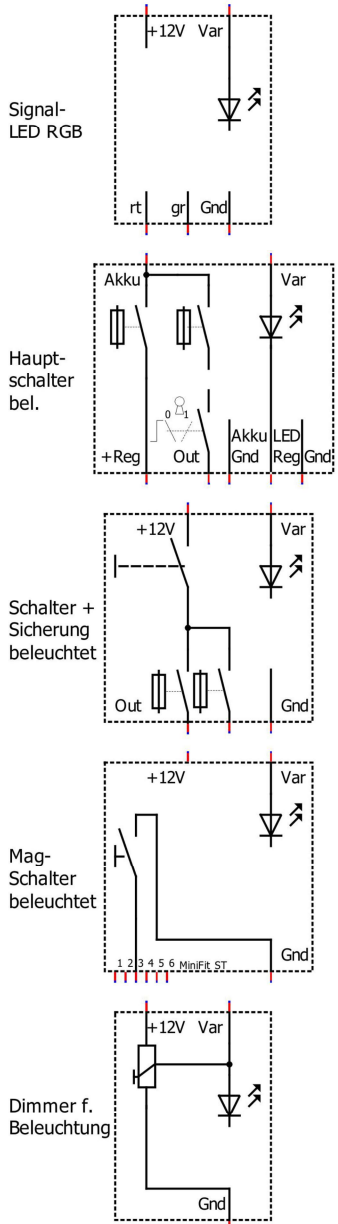 +12V Var
Signal-
LED RGB
rt gr Gnd
Akku Var
Haupt-
schalter
bel.
0 1
Akku LED
+Reg Out Gnd Reg Gnd
+12V Var
Schalter +
Sicherung
beleuchtet
Out Gnd
+12V Var
Mag-
Schalter
beleuchtet
Gnd
1 2 3 4 5 6 MiniFit ST
+12V Var
Dimmer f.
Beleuchtung
Gnd